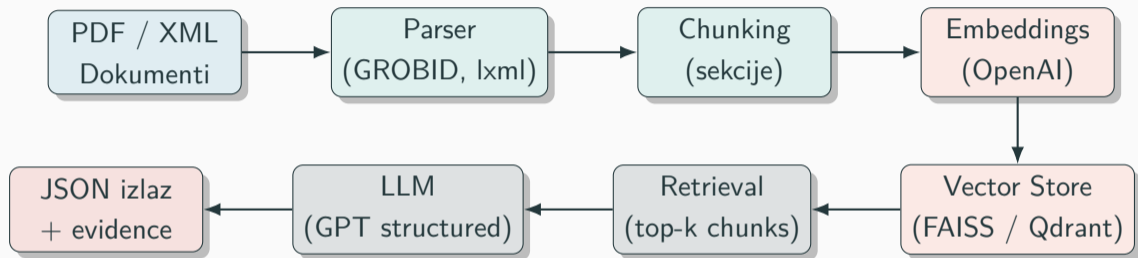 PDF / XML
Dokumenti
Parser
(GROBID, lxml)
Chunking
(sekcije)
Embeddings
(OpenAI)
Vector Store
(FAISS / Qdrant)
Retrieval
(top-k chunks)
LLM
(GPT structured)
JSON izlaz
+ evidence